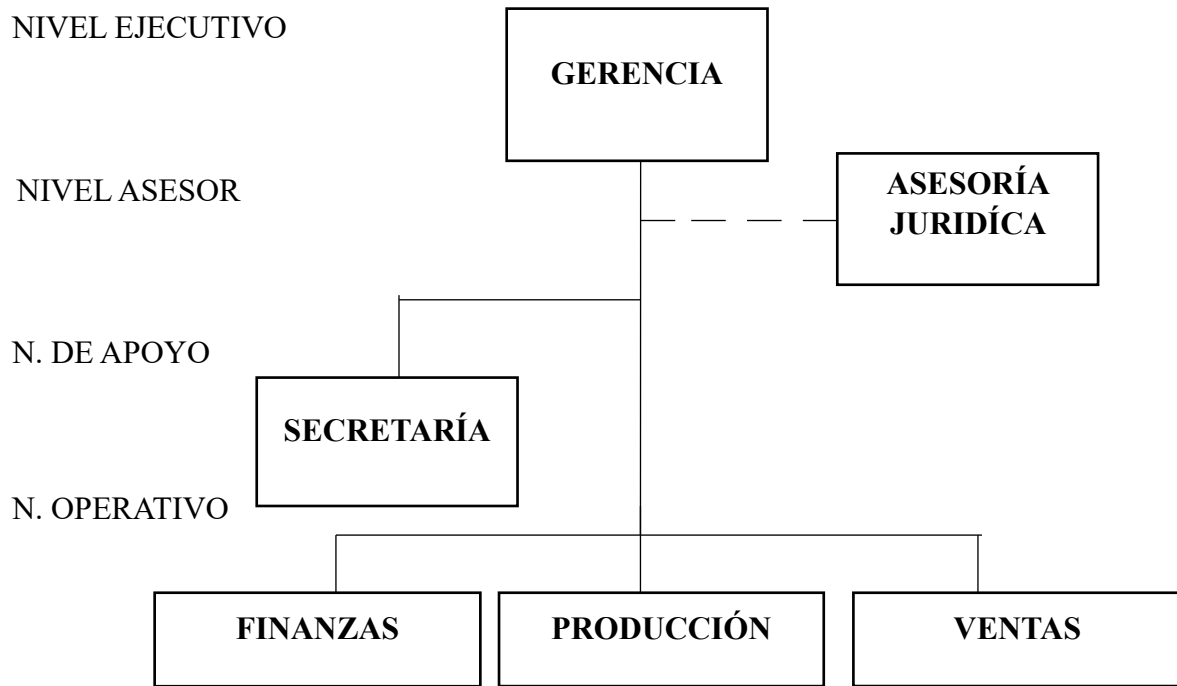 NIVEL EJECUTIVO
GERENCIA
NIVEL ASESOR
ASESORÍA
JURIDÍCA
N. DE APOYO
SECRETARÍA
N. OPERATIVO
FINANZAS
PRODUCCIÓN
VENTAS